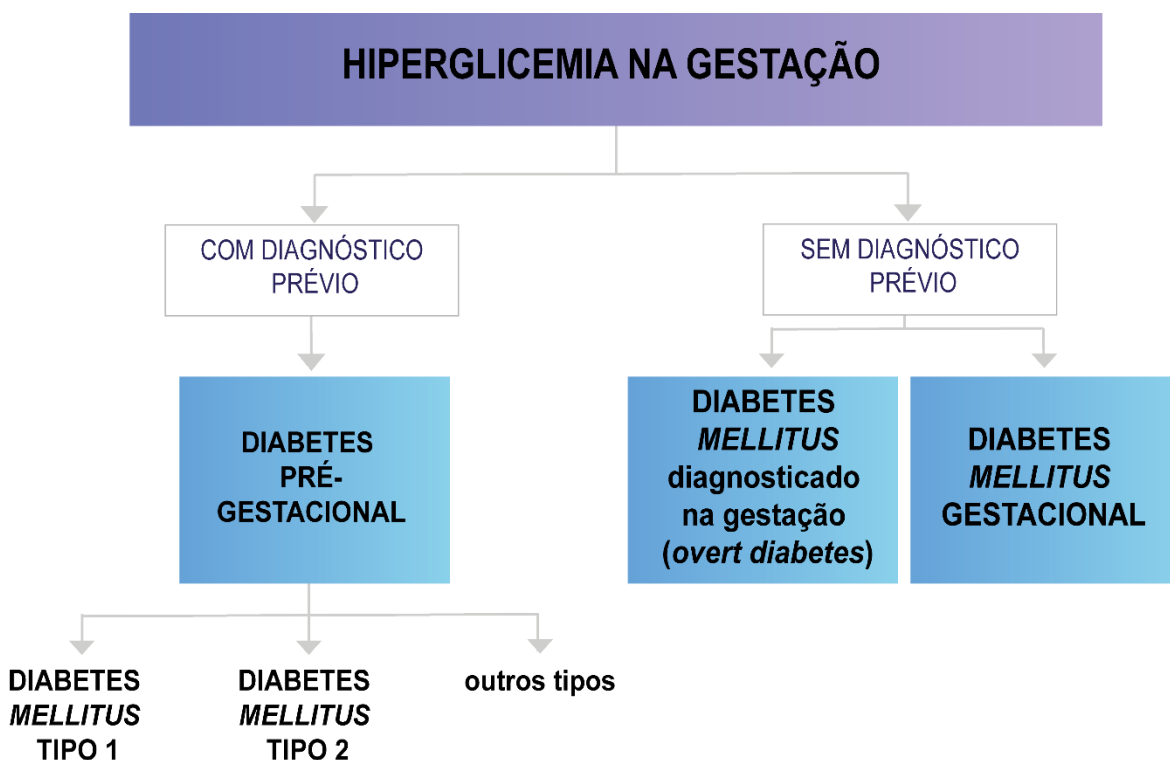 HIPERGLICEMIA NA GESTAÇÃO
COM DIAGNÓSTICO
PRÉVIO
SEM DIAGNÓSTICO
PRÉVIO
DIABETES
PRÉ-
GESTACIONAL
DIABETES
MELLITUS
diagnosticado
na gestação
(overt diabetes)
DIABETES
MELLITUS
GESTACIONAL
DIABETES
MELLITUS
TIPO 1
DIABETES
MELLITUS
TIPO 2
outros tipos